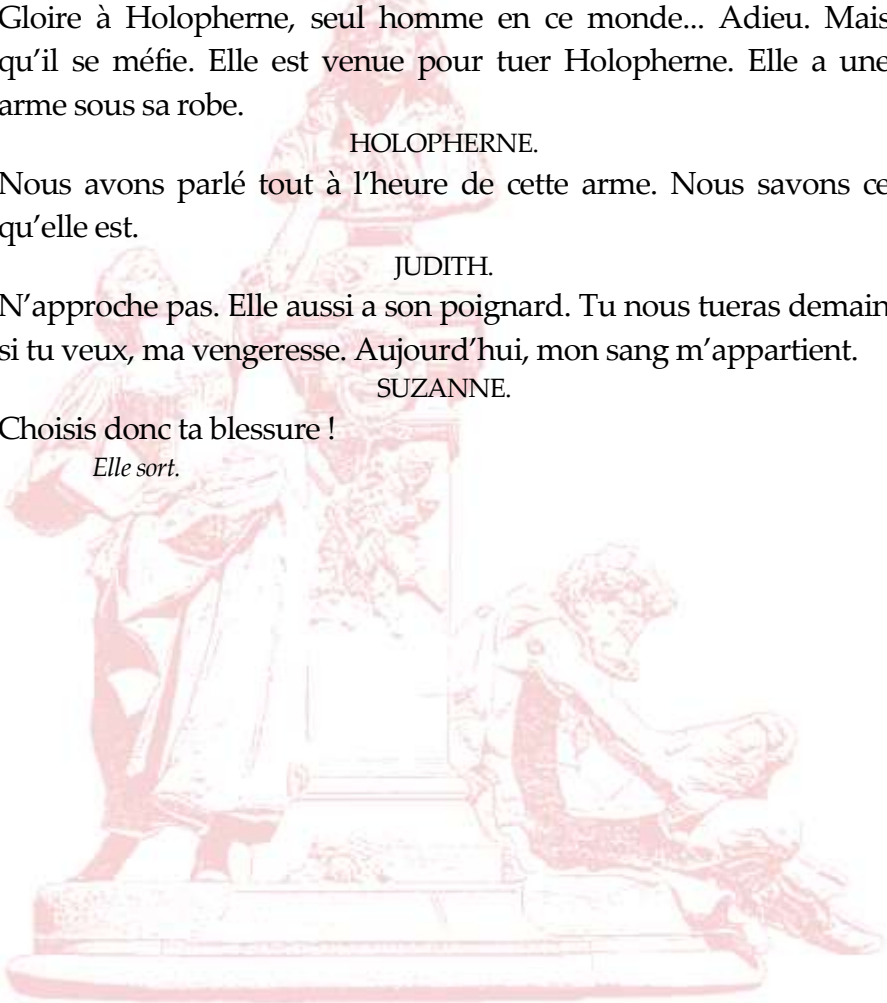 Gloire à Holopherne, seul homme en ce monde... Adieu. Mais
qu’il se méfie. Elle est venue pour tuer Holopherne. Elle a une
arme sous sa robe.
HOLOPHERNE.
Nous avons parlé tout à l’heure de cette arme. Nous savons ce
qu’elle est.
JUDITH.
N’approche pas. Elle aussi a son poignard. Tu nous tueras demain
si tu veux, ma vengeresse. Aujourd’hui, mon sang m’appartient.
SUZANNE.
Choisis donc ta blessure !
Elle sort.